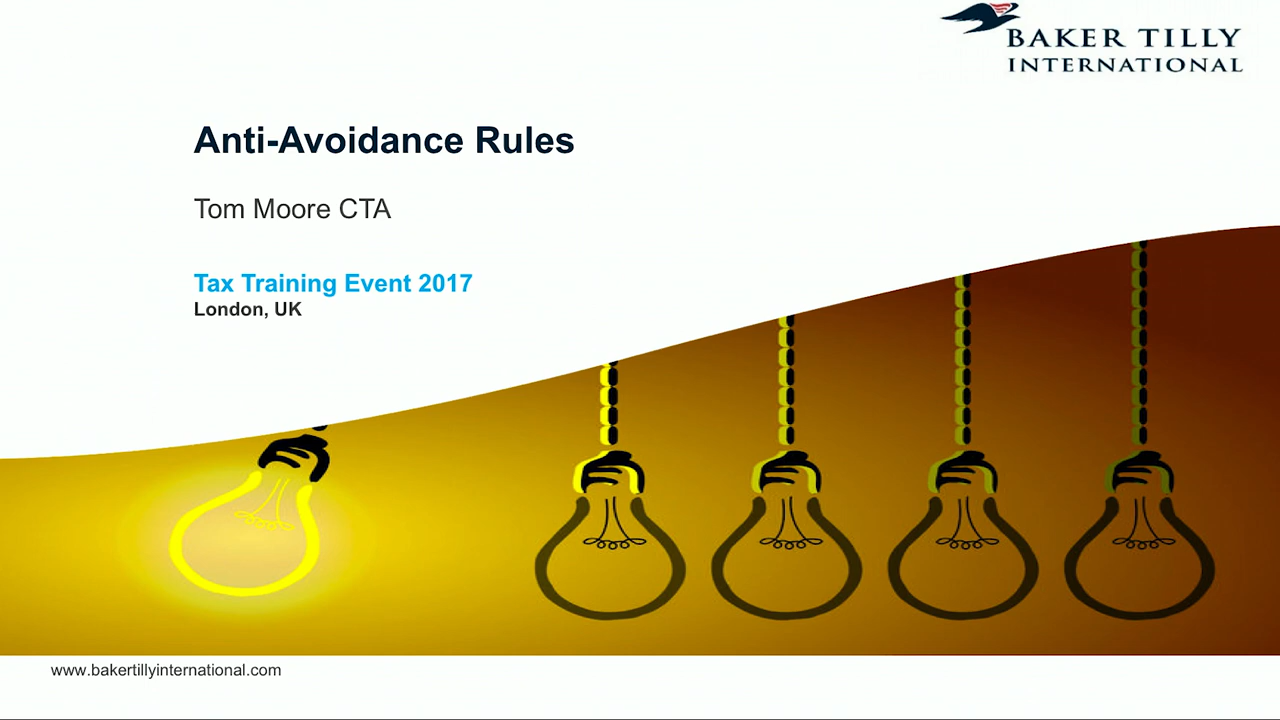 BAKER TILLY
INTERNATIONAL
Anti-Avoidance Rules
Tom Moore CTA
Tax Training Event 2017
London, UK
www.bakertillyinternational.com